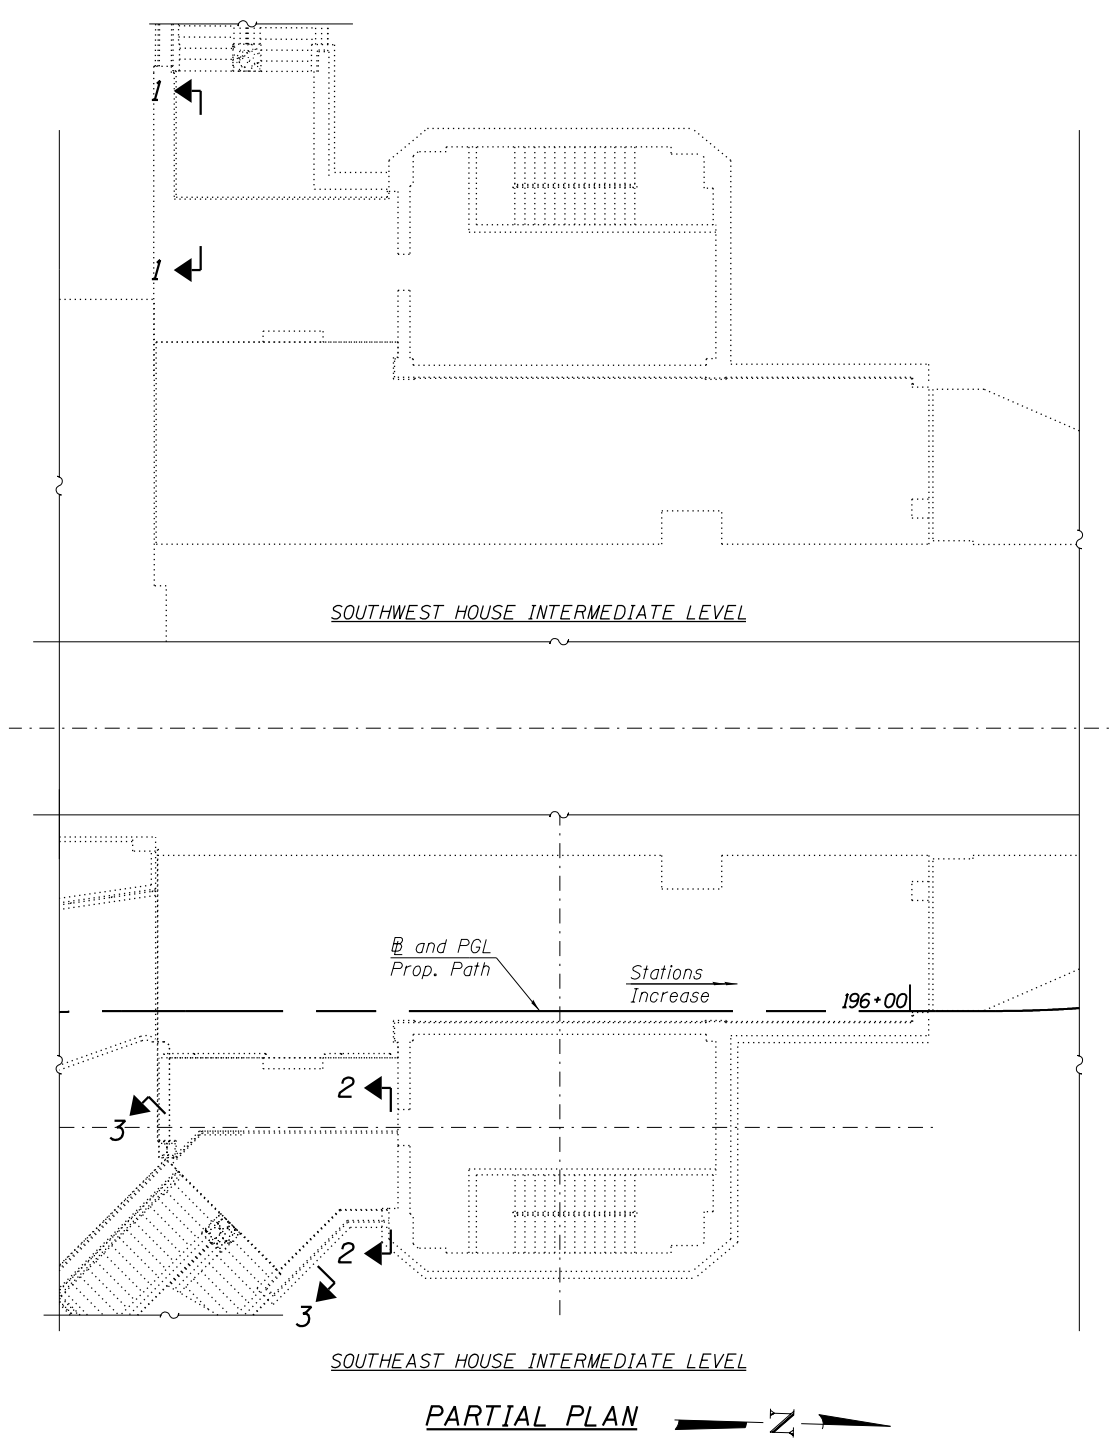 1
1
SOUTHWEST HOUSE INTERMEDIATE LEVEL
BL and PGL
Prop. Path
Stations
Increase
196+00
2
3
2
3
SOUTHEAST HOUSE INTERMEDIATE LEVEL
PARTIAL PLAN
N